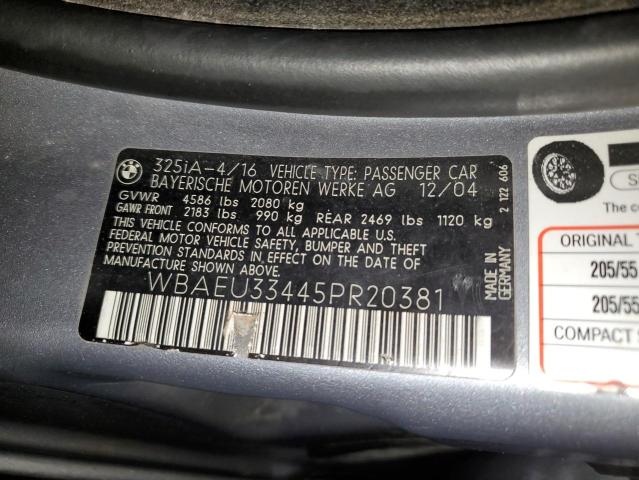 BMW
325iA-4/16 VEHICLE TYPE: PASSENGER CAR
BAYERISCHE MOTOREN WERKE AG 12/04
GVWR 4586 lbs 2080 kg
GAWR FRONT 2183 lbs 990 kg REAR 2469 lbs 1120 kg
THIS VEHICLE CONFORMS TO ALL APPLICABLE U.S.
FEDERAL MOTOR VEHICLE SAFETY, BUMPER AND THEFT
PREVENTION STANDARDS IN EFFECT ON THE DATE
OF MANUFACTURE SHOWN ABOVE.
WBAEU33445PR20381
MADE IN
GERMANY
2 122 606
S
The c
ORIGINAL T
205/55
205/55
COMPACT S